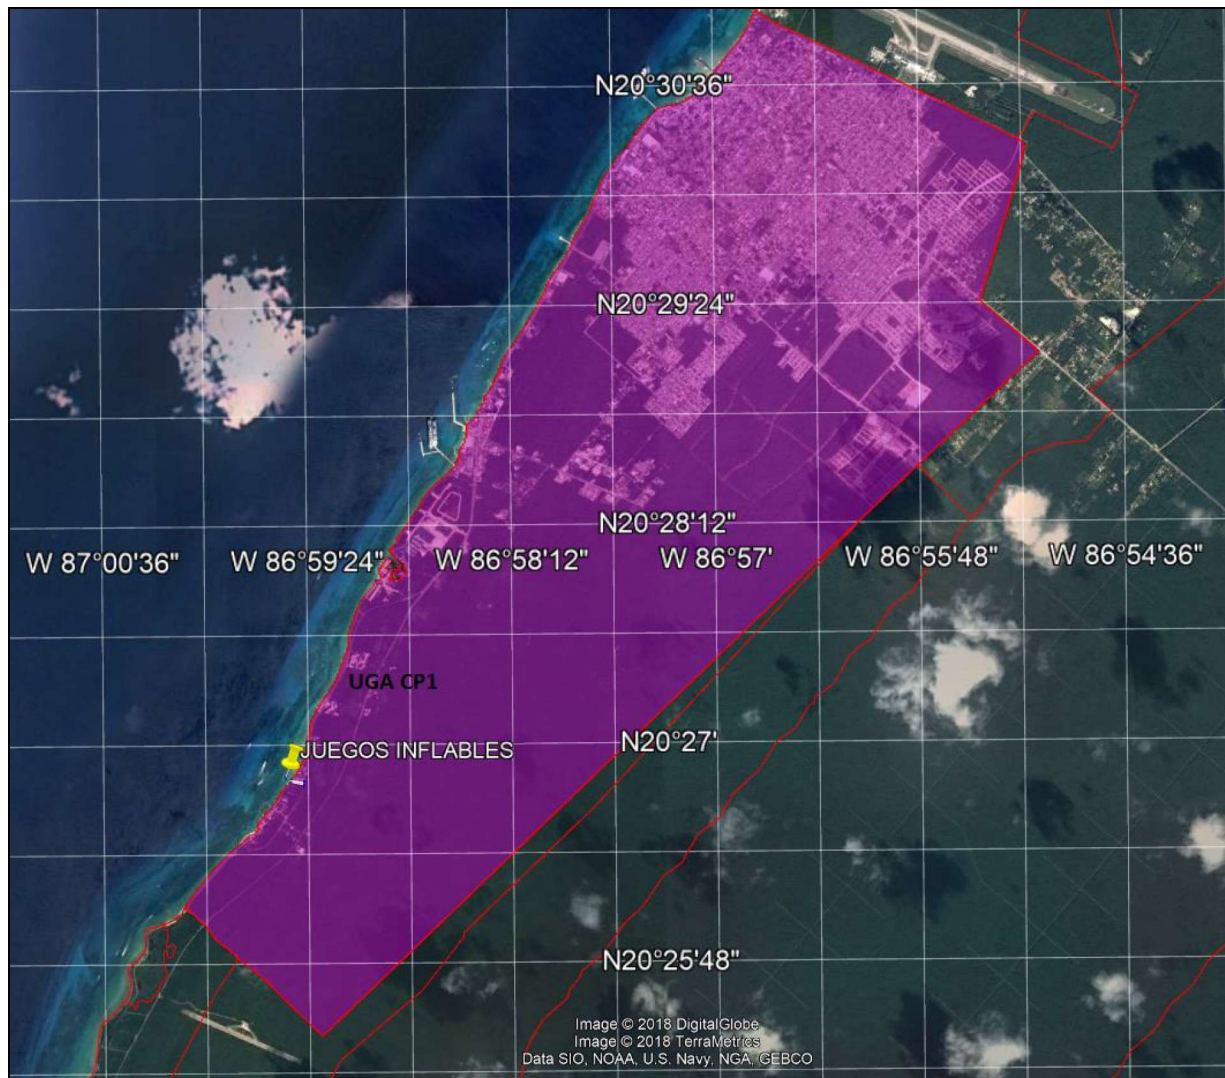 N20°30'36"
N20°29'24"
N20°28'12"
W 87°00'36" W 86°59'24" W 86°58'12" W 86°57' W 86°55'48" W 86°54'36"
UGA CP1
N20°27'
JUEGOS INFLABLES
N20°25'48"
Image © 2018 DigitalGlobe
Image © 2018 TerraMetrics
Data SIO, NOAA, U.S. Navy, NGA, GEBCO